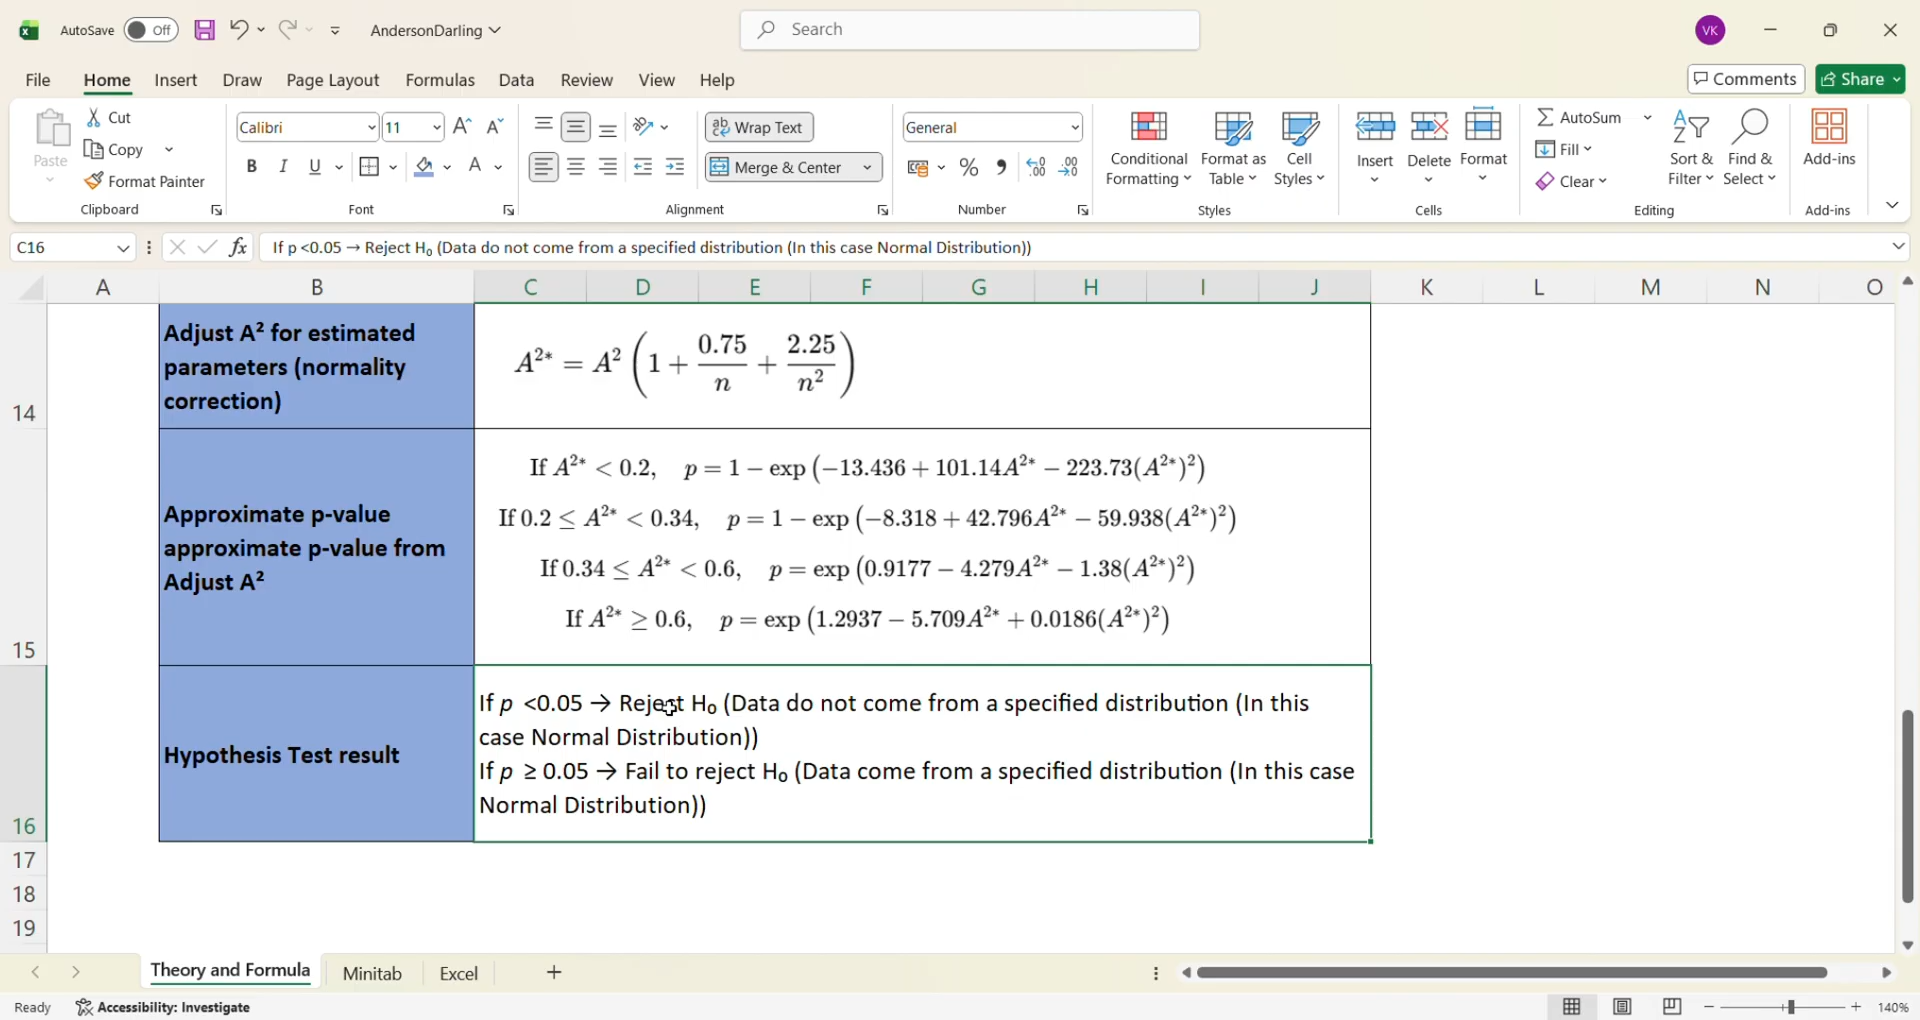 AutoSave Off AndersonDarling Search VK
File Home Insert Draw Page Layout Formulas Data Review View Help Comments Share
Paste Cut Copy Format Painter Clipboard
Calibri 11 B I U A Font
ab Wrap Text Merge & Center Alignment
General % Number
Conditional Formatting Format as Table Cell Styles Styles
Insert Delete Format Cells
AutoSum Fill Clear Sort & Filter Find & Select Editing
Add-ins Add-ins
C16 fx If p <0.05 → Reject H₀ (Data do not come from a specified distribution (In this case Normal Distribution))
A B C D E F G H I J K L M N O
14
Adjust A² for estimated
parameters (normality
correction)
A²* = A² (1 + 0.75/n + 2.25/n²)
15
Approximate p-value
approximate p-value from
Adjust A²
If A²* < 0.2, p = 1 − exp (−13.436 + 101.14A²* − 223.73(A²*)²)
If 0.2 ≤ A²* < 0.34, p = 1 − exp (−8.318 + 42.796A²* − 59.938(A²*)²)
If 0.34 ≤ A²* < 0.6, p = exp (0.9177 − 4.279A²* − 1.38(A²*)²)
If A²* ≥ 0.6, p = exp (1.2937 − 5.709A²* + 0.0186(A²*)²)
16
Hypothesis Test result
If p <0.05 → Reject H₀ (Data do not come from a specified distribution (In this
case Normal Distribution))
If p ≥ 0.05 → Fail to reject H₀ (Data come from a specified distribution (In this case
Normal Distribution))
17
18
19
Theory and Formula Minitab Excel
Ready Accessibility: Investigate 140%